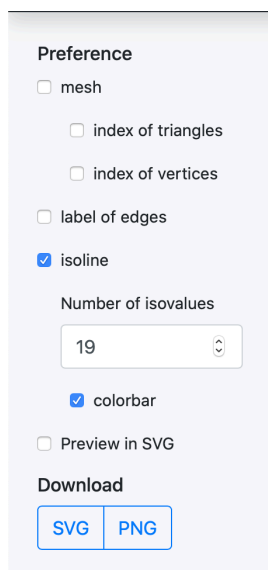 Preference
mesh
index of triangles
index of vertices
label of edges
isoline
Number of isovalues
19
colorbar
Preview in SVG
Download
SVG PNG